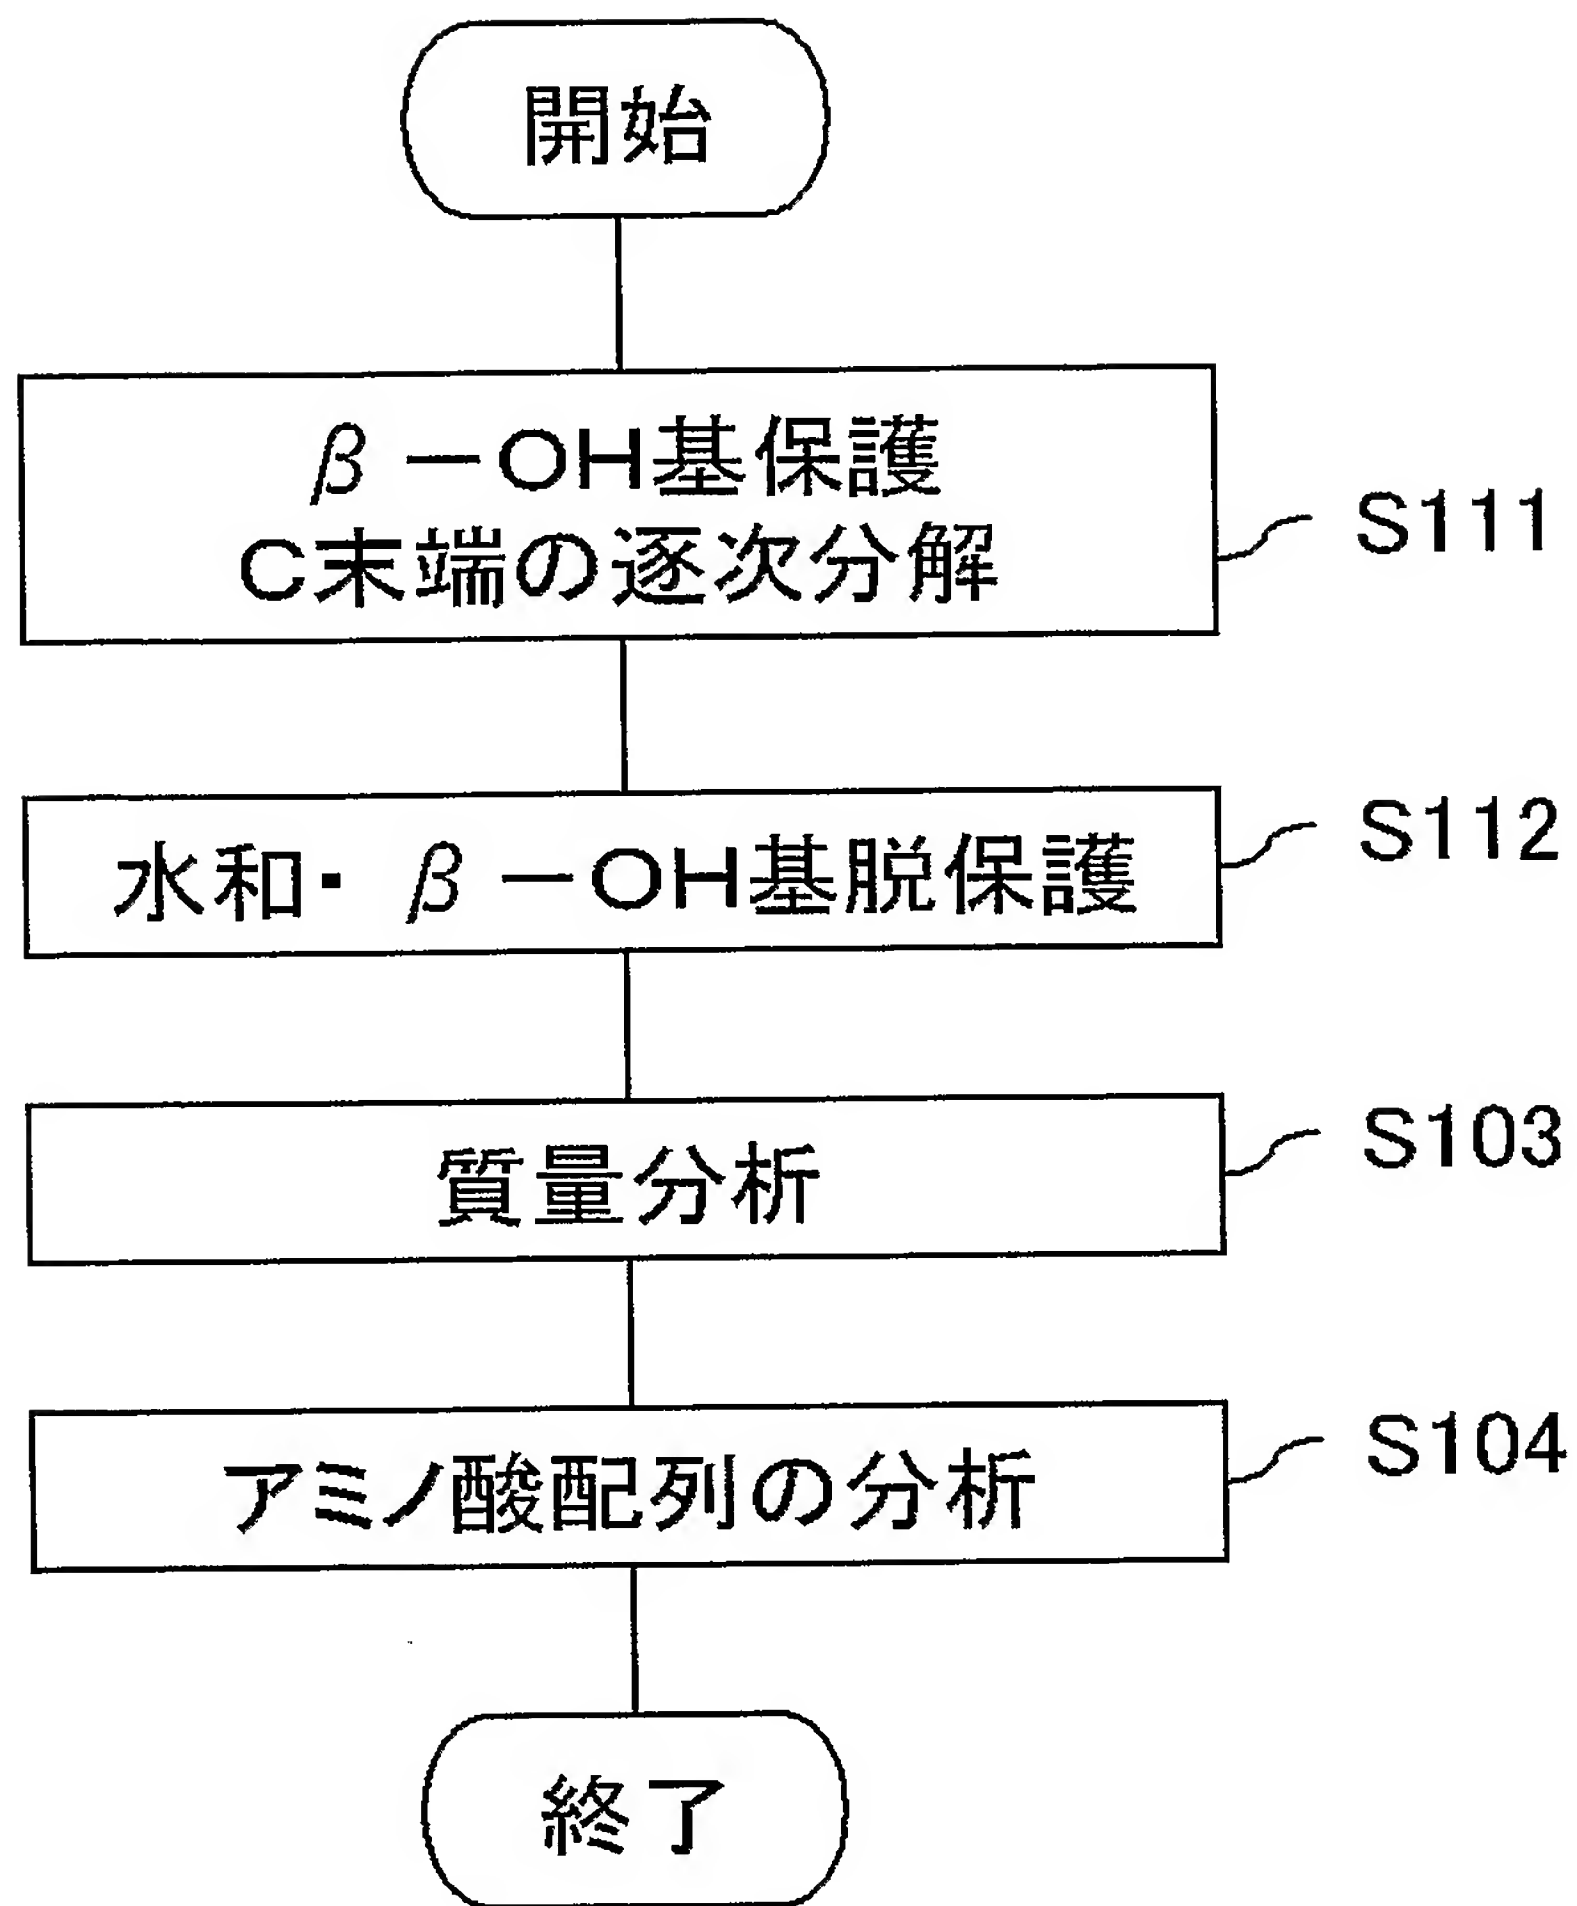 開始
β－OH基保護
C末端の逐次分解
S111
水和・β－OH基脱保護
S112
質量分析
S103
アミノ酸配列の分析
S104
終了